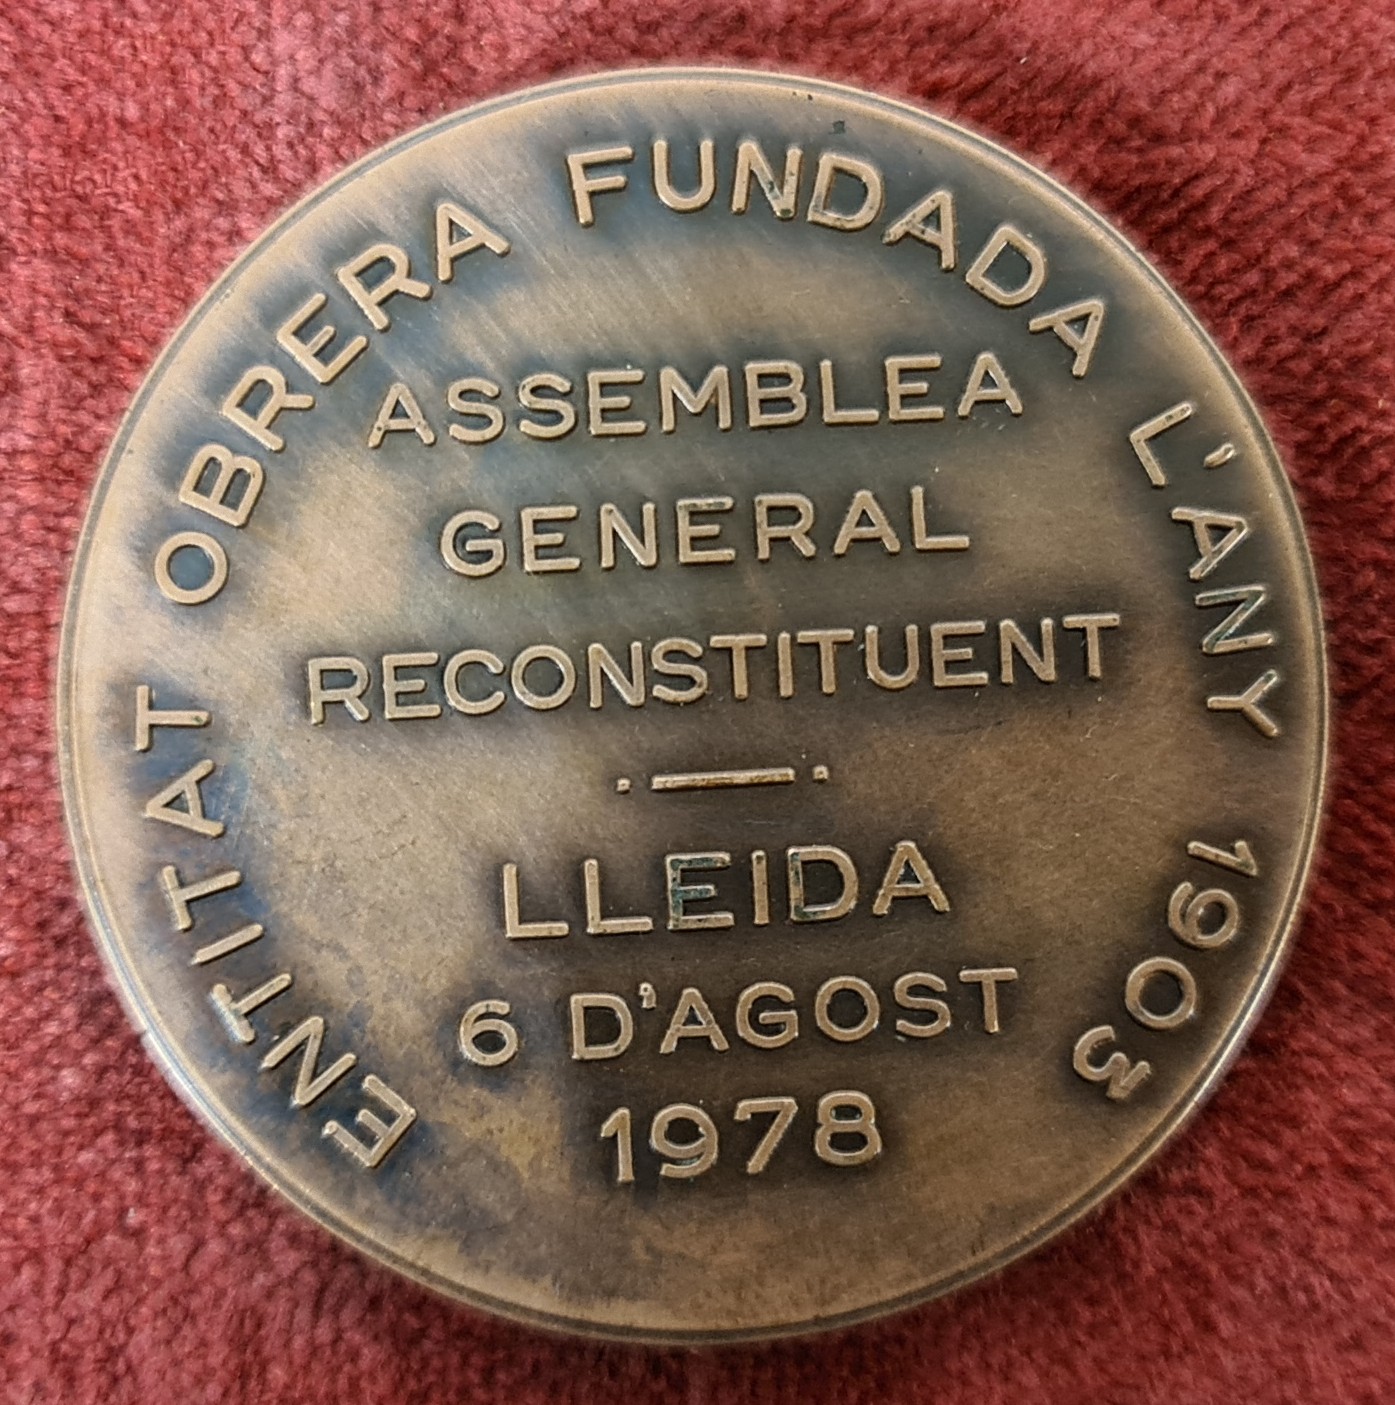 ENTITAT OBRERA FUNDADA L'ANY 1903
ASSEMBLEA
GENERAL
RECONSTITUENT
LLEIDA
6 D'AGOST
1978